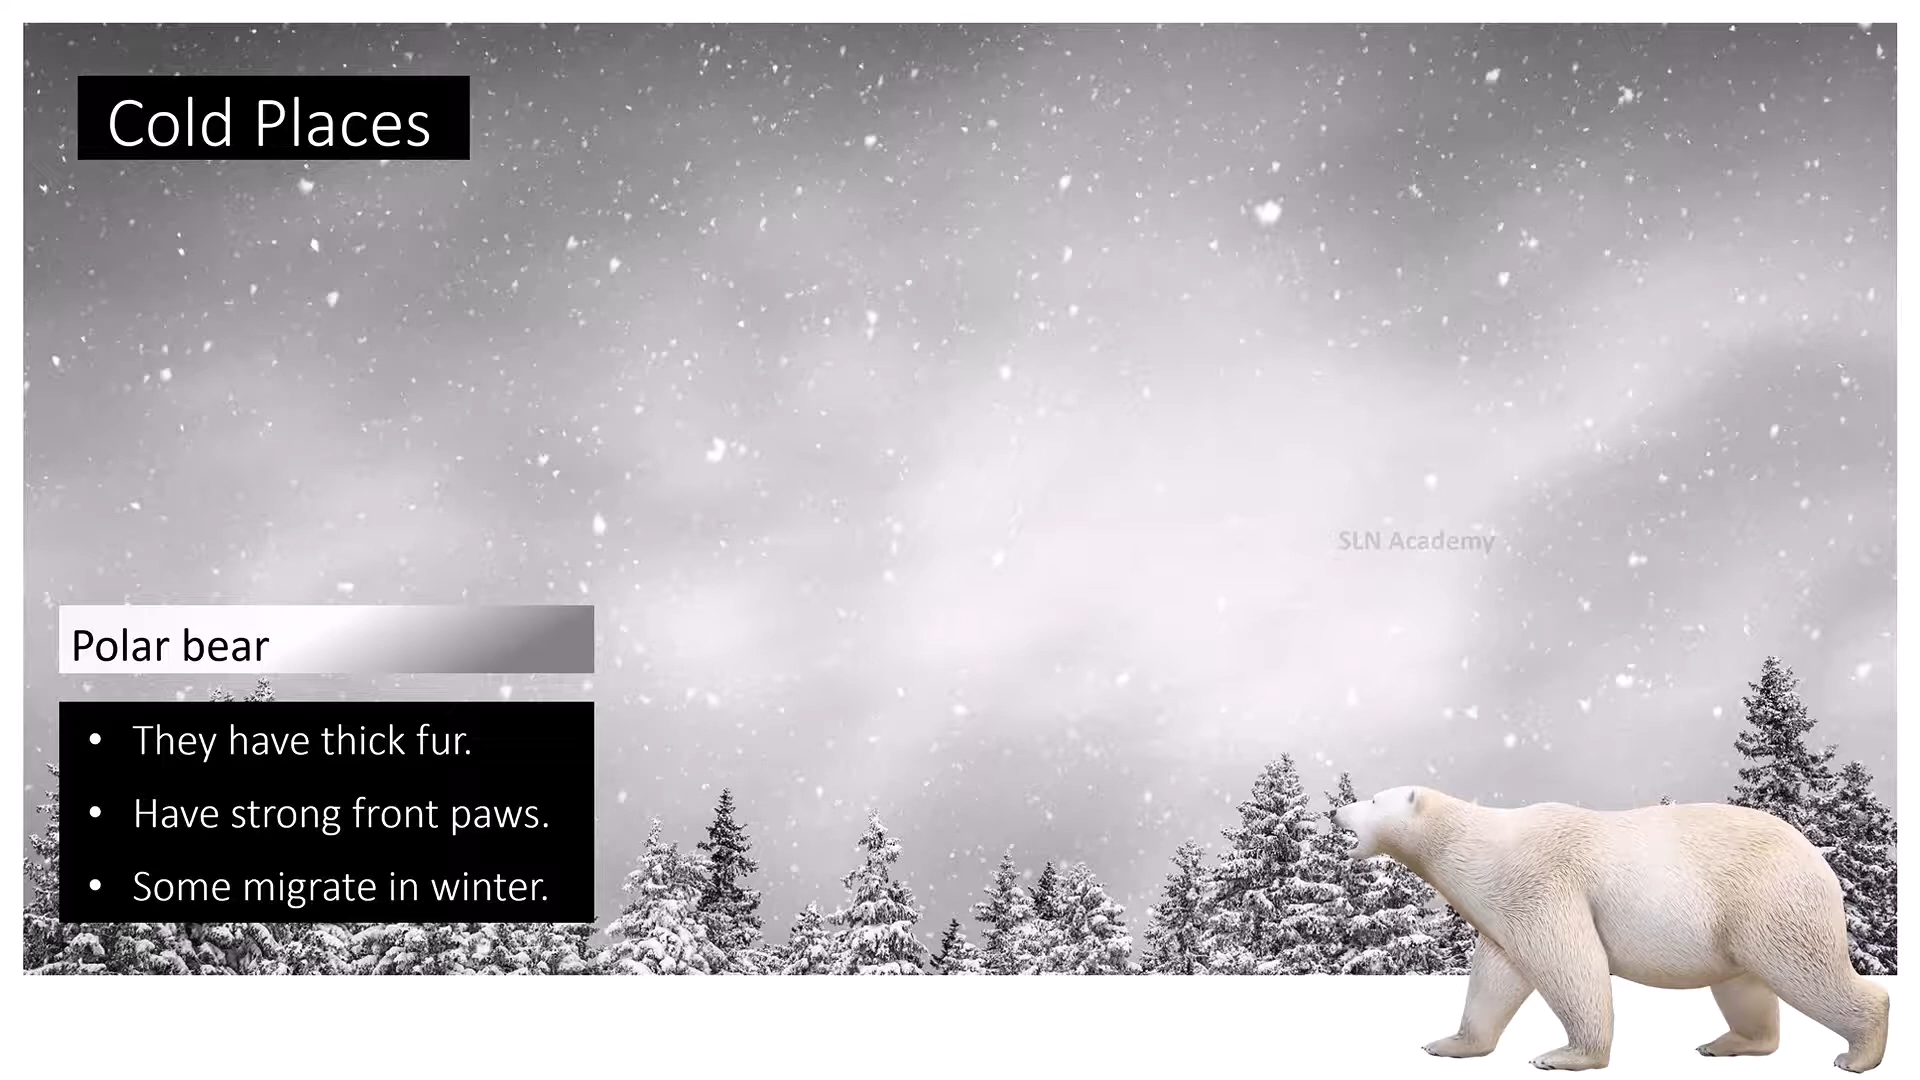 Cold Places
SLN Academy
Polar bear
• They have thick fur.
• Have strong front paws.
• Some migrate in winter.